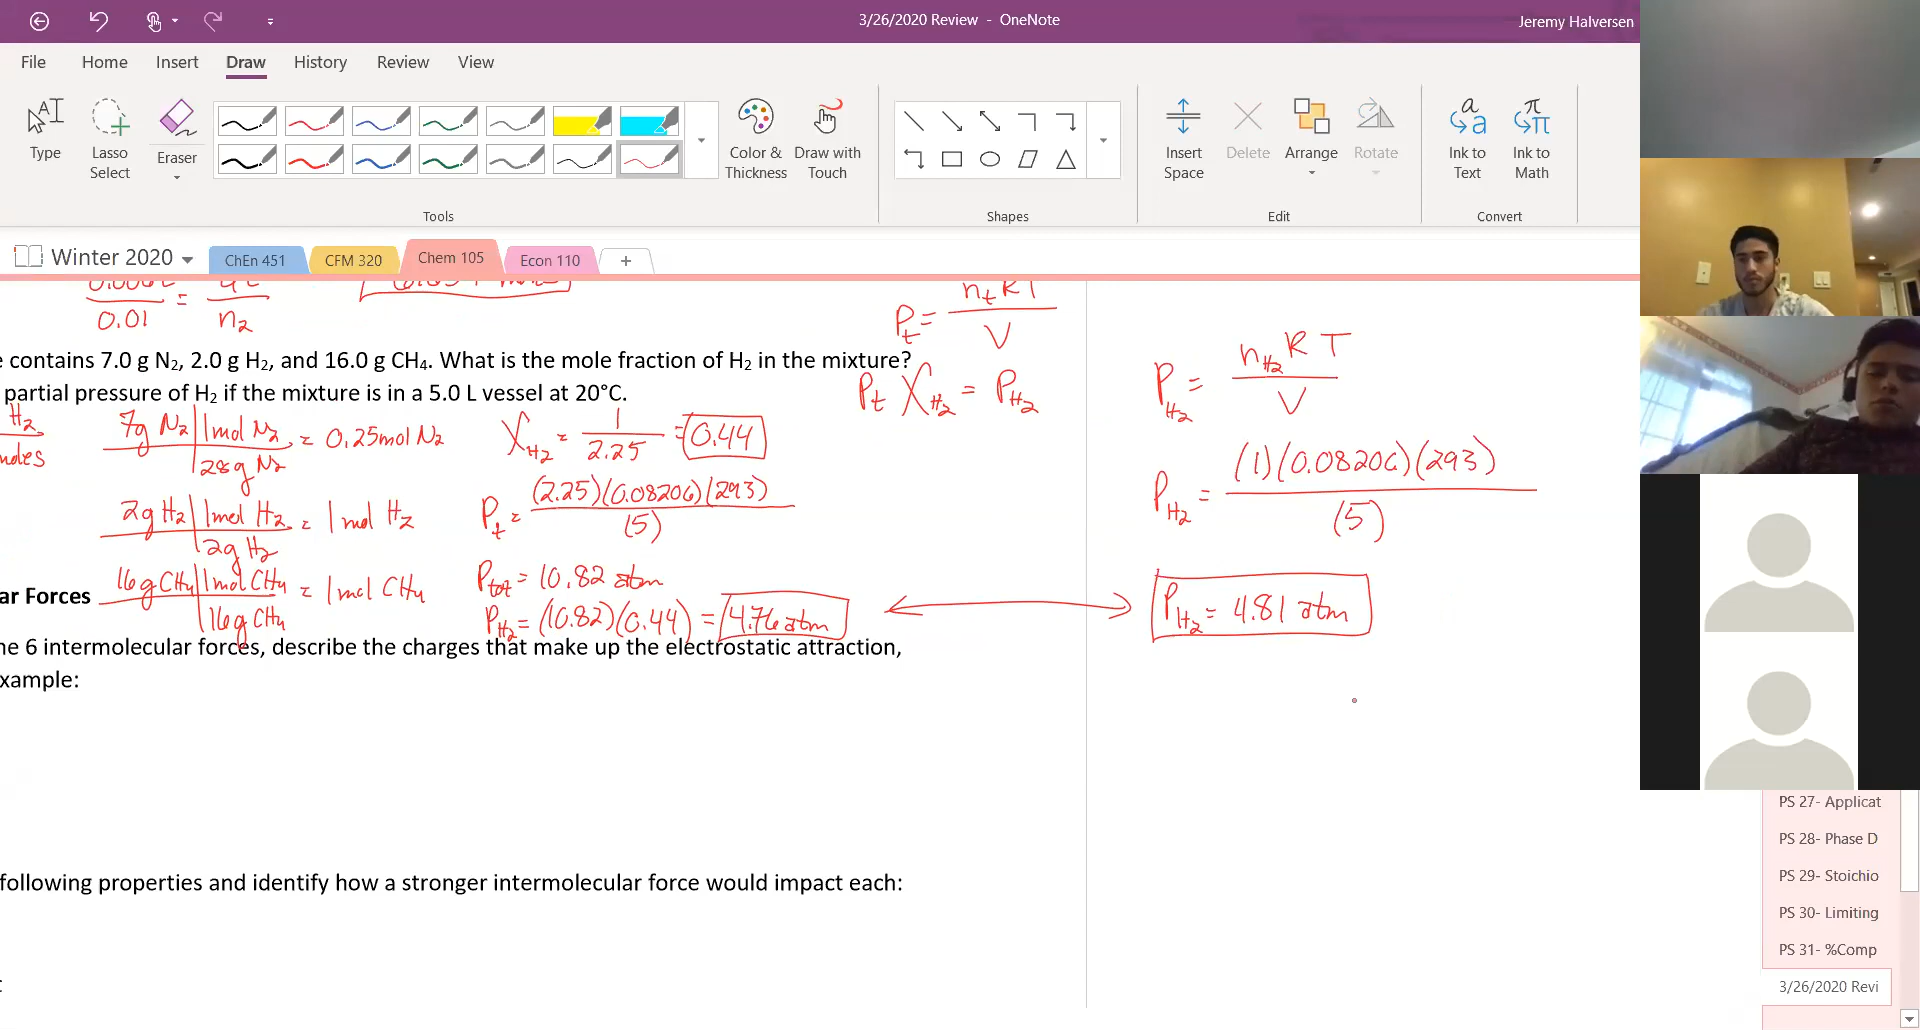 3/26/2020 Review - OneNote
Jeremy Halversen
File Home Insert Draw History Review View
Type Lasso Select Eraser Color & Thickness Draw with Touch Insert Space Delete Arrange Rotate Ink to Text Ink to Math
Tools Shapes Edit Convert
Winter 2020 ChEn 451 CFM 320 Chem 105 Econ 110 +
0.01 = n₂
P_t = n_t R T / V
e contains 7.0 g N₂, 2.0 g H₂, and 16.0 g CH₄. What is the mole fraction of H₂ in the mixture?
partial pressure of H₂ if the mixture is in a 5.0 L vessel at 20°C.
P_t X_H₂ = P_H₂
P_H₂ = n_H₂ R T / V
H₂
7g N₂ | 1mol N₂ / 28g N₂ = 0.25mol N₂
X_H₂ = 1 / 2.25 = 0.44
2g H₂ | 1mol H₂ / 2g H₂ = 1mol H₂
P_t = (2.25)(0.08206)(293) / (5)
P_H₂ = (1)(0.08206)(293) / (5)
16g CH₄ | 1mol CH₄ / 16g CH₄ = 1mol CH₄
P_tot = 10.82 atm
P_H₂ = (10.82)(0.44) = 4.76 atm
P_H₂ = 4.81 atm
ar Forces
ne 6 intermolecular forces, describe the charges that make up the electrostatic attraction,
xample:
following properties and identify how a stronger intermolecular force would impact each:
PS 27- Applicat
PS 28- Phase D
PS 29- Stoichio
PS 30- Limiting
PS 31- %Comp
3/26/2020 Revi